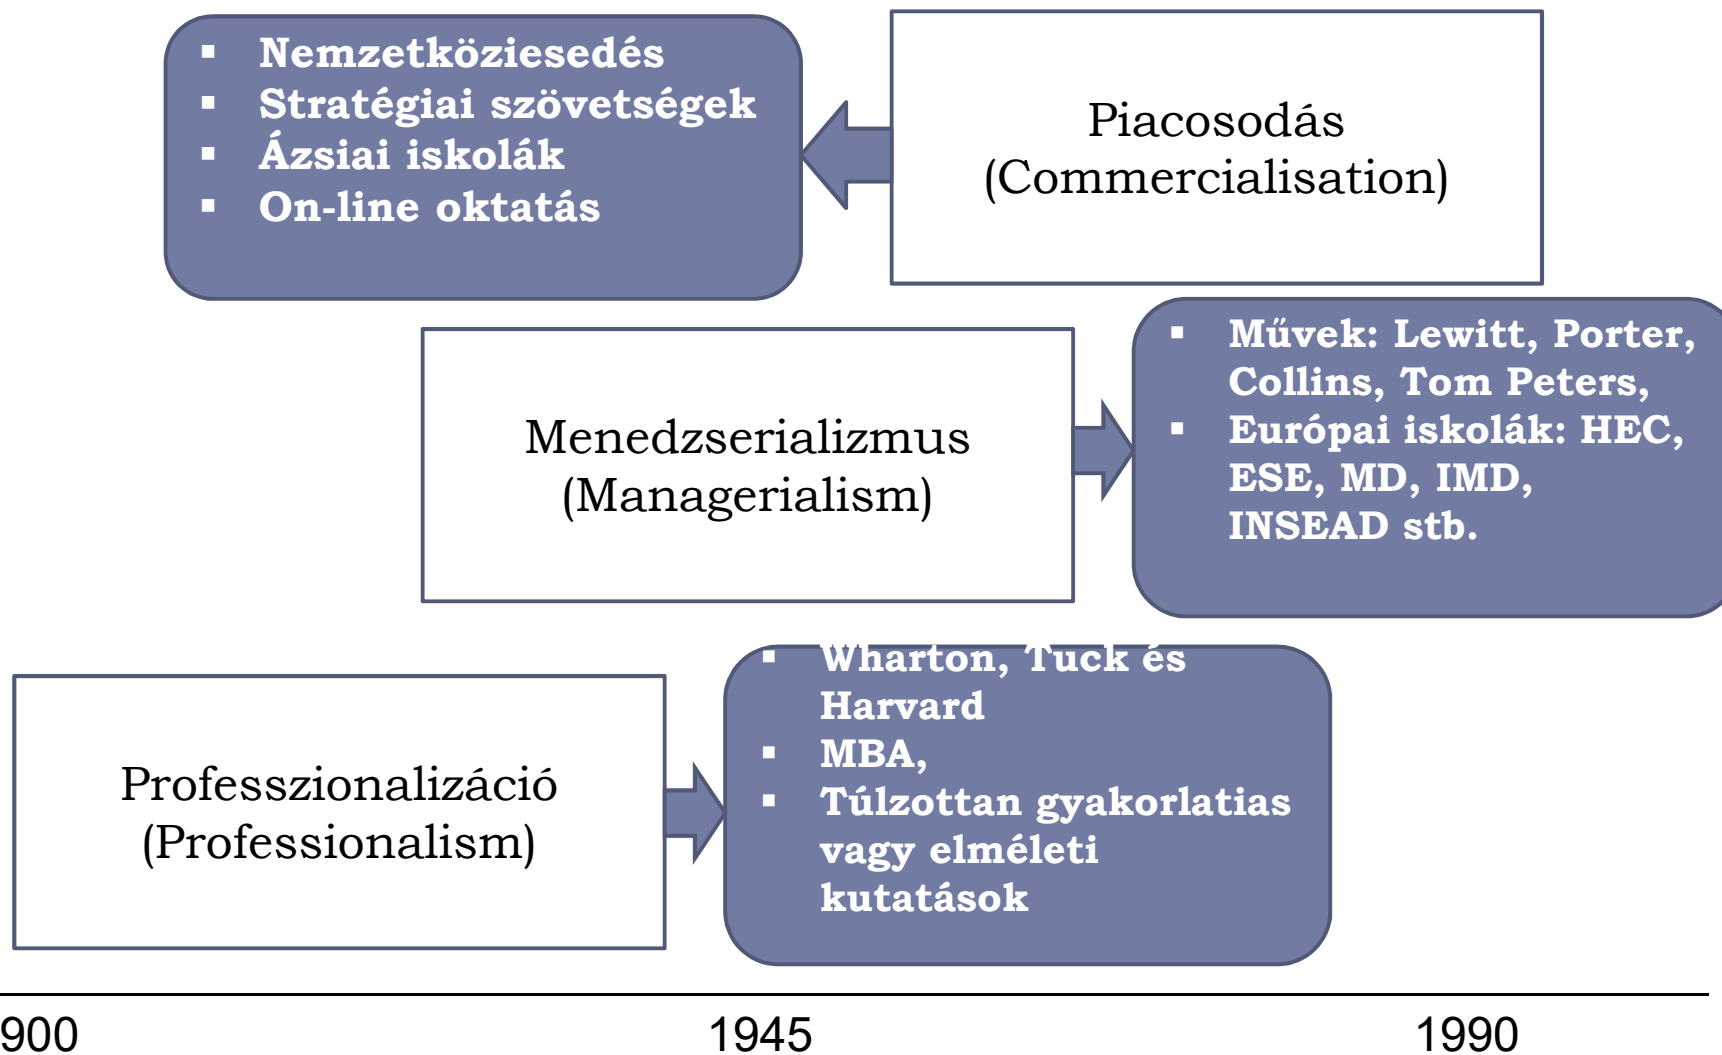 ▪ Nemzetköziesedés
▪ Stratégiai szövetségek
▪ Ázsiai iskolák
▪ On-line oktatás
Piacosodás
(Commercialisation)
Menedzserializmus
(Managerialism)
▪ Művek: Lewitt, Porter,
Collins, Tom Peters,
▪ Európai iskolák: HEC,
ESE, MD, IMD,
INSEAD stb.
Professzionalizáció
(Professionalism)
▪ Wharton, Tuck és
Harvard
▪ MBA,
▪ Túlzottan gyakorlatias
vagy elméleti
kutatások
900 1945 1990